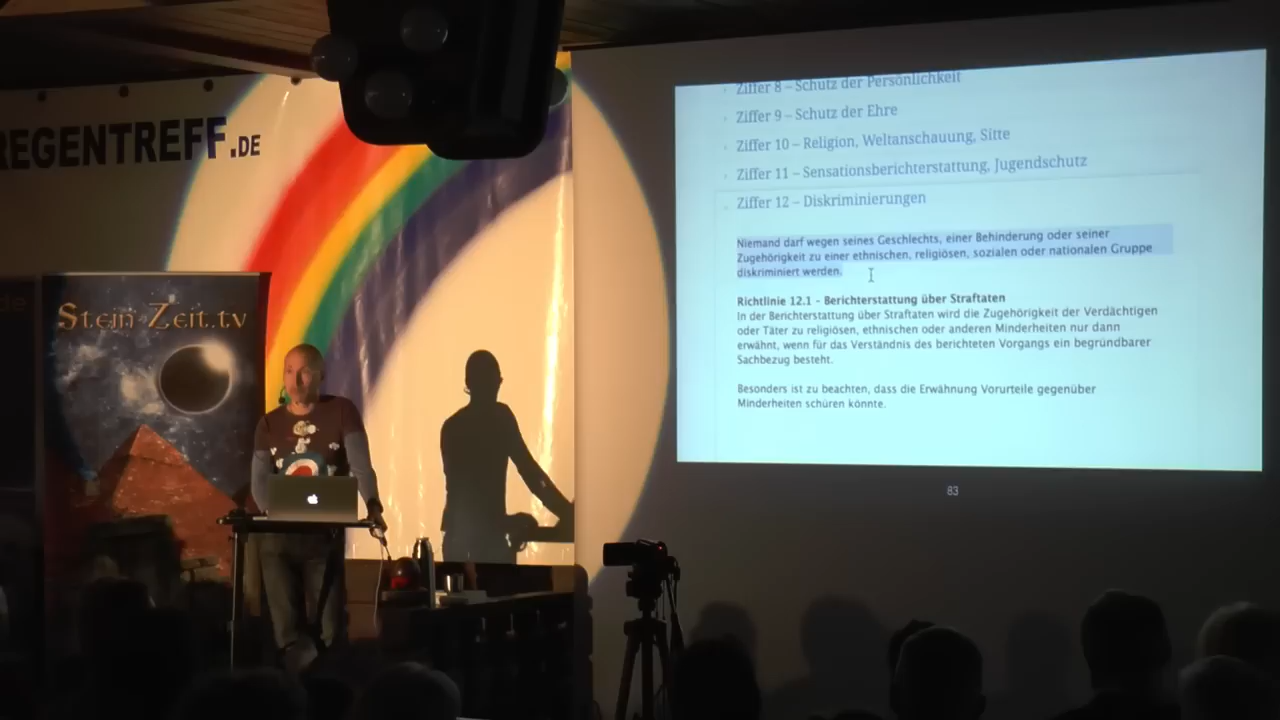 REGENTREFF.DE
Stein-Zeit.tv
Ziffer 8 – Schutz der Persönlichkeit
Ziffer 9 – Schutz der Ehre
Ziffer 10 – Religion, Weltanschauung, Sitte
Ziffer 11 – Sensationsberichterstattung, Jugendschutz
Ziffer 12 – Diskriminierungen
Niemand darf wegen seines Geschlechts, einer Behinderung oder seiner
Zugehörigkeit zu einer ethnischen, religiösen, sozialen oder nationalen Gruppe
diskriminiert werden.
Richtlinie 12.1 - Berichterstattung über Straftaten
In der Berichterstattung über Straftaten wird die Zugehörigkeit der Verdächtigen
oder Täter zu religiösen, ethnischen oder anderen Minderheiten nur dann
erwähnt, wenn für das Verständnis des berichteten Vorgangs ein begründbarer
Sachbezug besteht.
Besonders ist zu beachten, dass die Erwähnung Vorurteile gegenüber
Minderheiten schüren könnte.
83